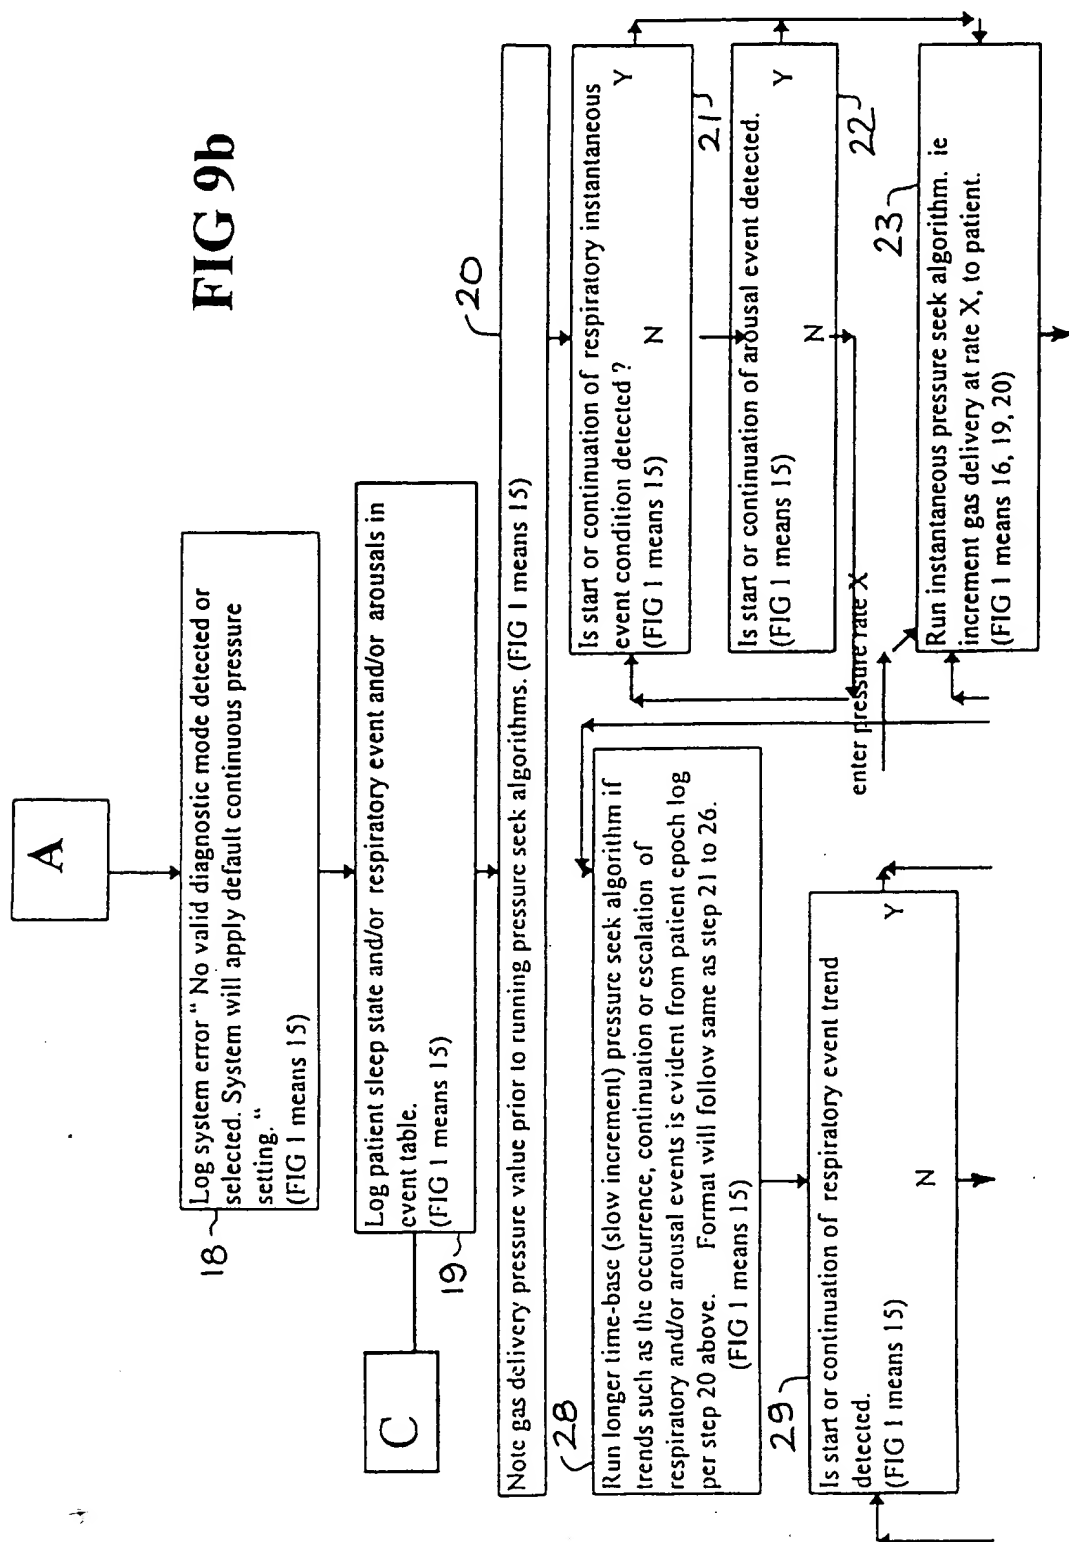 FIG 9b
A
18
Log system error " No valid diagnostic mode detected or
selected. System will apply default continuous pressure
setting. "
(FIG 1 means 15)
C
19
Log patient sleep state and/or respiratory event and/or arousals in
event table.
(FIG 1 means 15)
20
Note gas delivery pressure value prior to running pressure seek algorithms. (FIG 1 means 15)
28
Run longer time-base (slow increment) pressure seek algorithm if
trends such as the occurrence, continuation or escalation of
respiratory and/or arousal events is evident from patient epoch log
per step 20 above. Format will follow same as step 21 to 26.
(FIG 1 means 15)
29
Is start or continuation of respiratory event trend
detected.
(FIG 1 means 15)
N
Y
Is start or continuation of respiratory instantaneous
event condition detected ?
(FIG 1 means 15)
N
Y
21
Is start or continuation of arousal event detected.
(FIG 1 means 15)
N
Y
22
enter pressure rate X
23
Run instantaneous pressure seek algorithm. ie
increment gas delivery at rate X, to patient.
(FIG 1 means 16, 19, 20)